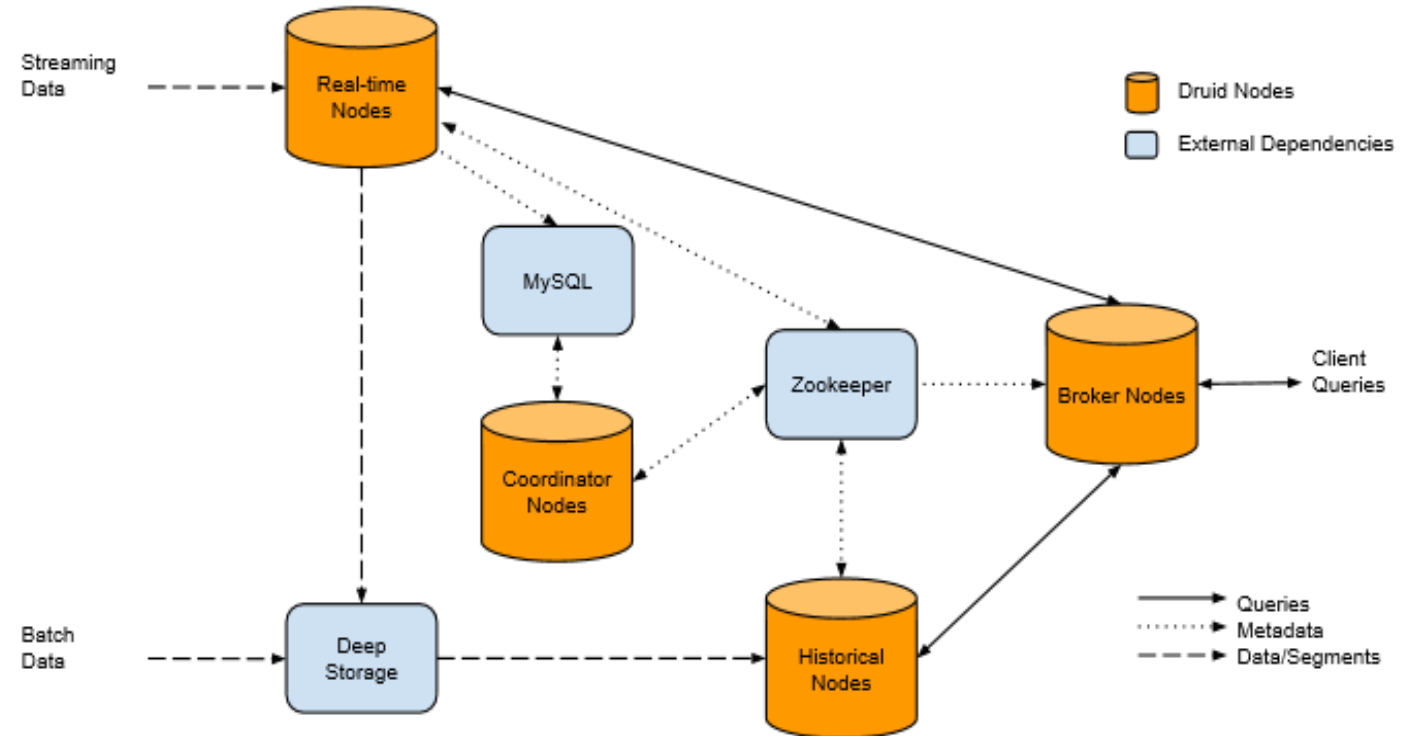 Streaming
Data
Real-time
Nodes
Druid Nodes
External Dependencies
MySQL
Zookeeper
Client
Queries
Broker Nodes
Coordinator
Nodes
Batch
Data
Deep
Storage
Historical
Nodes
Queries
Metadata
Data/Segments